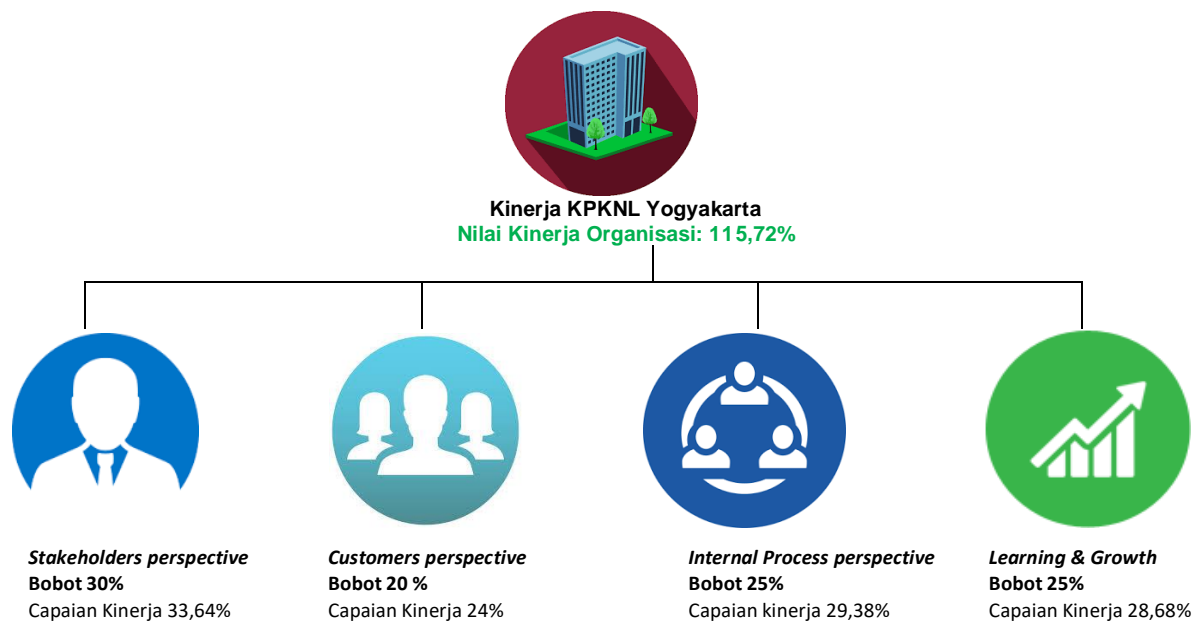 Kinerja KPKNL Yogyakarta
Nilai Kinerja Organisasi: 115,72%
Stakeholders perspective
Bobot 30%
Capaian Kinerja 33,64%
Customers perspective
Bobot 20 %
Capaian Kinerja 24%
Internal Process perspective
Bobot 25%
Capaian kinerja 29,38%
Learning & Growth
Bobot 25%
Capaian Kinerja 28,68%